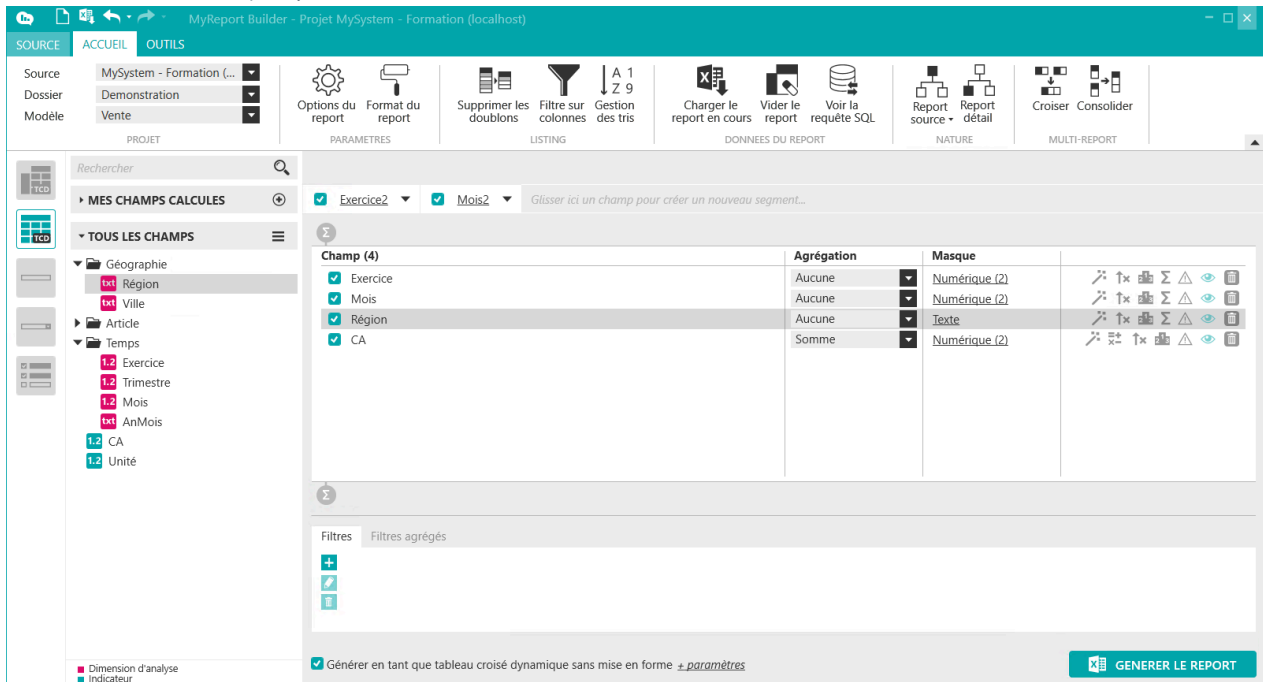 MyReport Builder - Projet MySystem - Formation (localhost)
SOURCE ACCUEIL OUTILS
Source MySystem - Formation (...
Dossier Demonstration
Modèle Vente
PROJET
Options du report
Format du report
PARAMETRES
Supprimer les doublons
Filtre sur colonnes
A 1
Z 9
Gestion des tris
LISTING
Charger le report en cours
Vider le report
Voir la requête SQL
DONNEES DU REPORT
Report source
Report détail
NATURE
Croiser
Consolider
MULTI-REPORT
TCD
TCD
Rechercher
MES CHAMPS CALCULES
TOUS LES CHAMPS
Géographie
txt Région
txt Ville
Article
Temps
1.2 Exercice
1.2 Trimestre
1.2 Mois
txt AnMois
1.2 CA
1.2 Unité
Dimension d'analyse
Indicateur
Exercice2 Mois2 Glisser ici un champ pour créer un nouveau segment...
Σ
Champ (4) Agrégation Masque
Exercice Aucune Numérique (2)
Mois Aucune Numérique (2)
Région Aucune Texte
CA Somme Numérique (2)
Σ
Filtres Filtres agrégés
Générer en tant que tableau croisé dynamique sans mise en forme + paramètres
GENERER LE REPORT